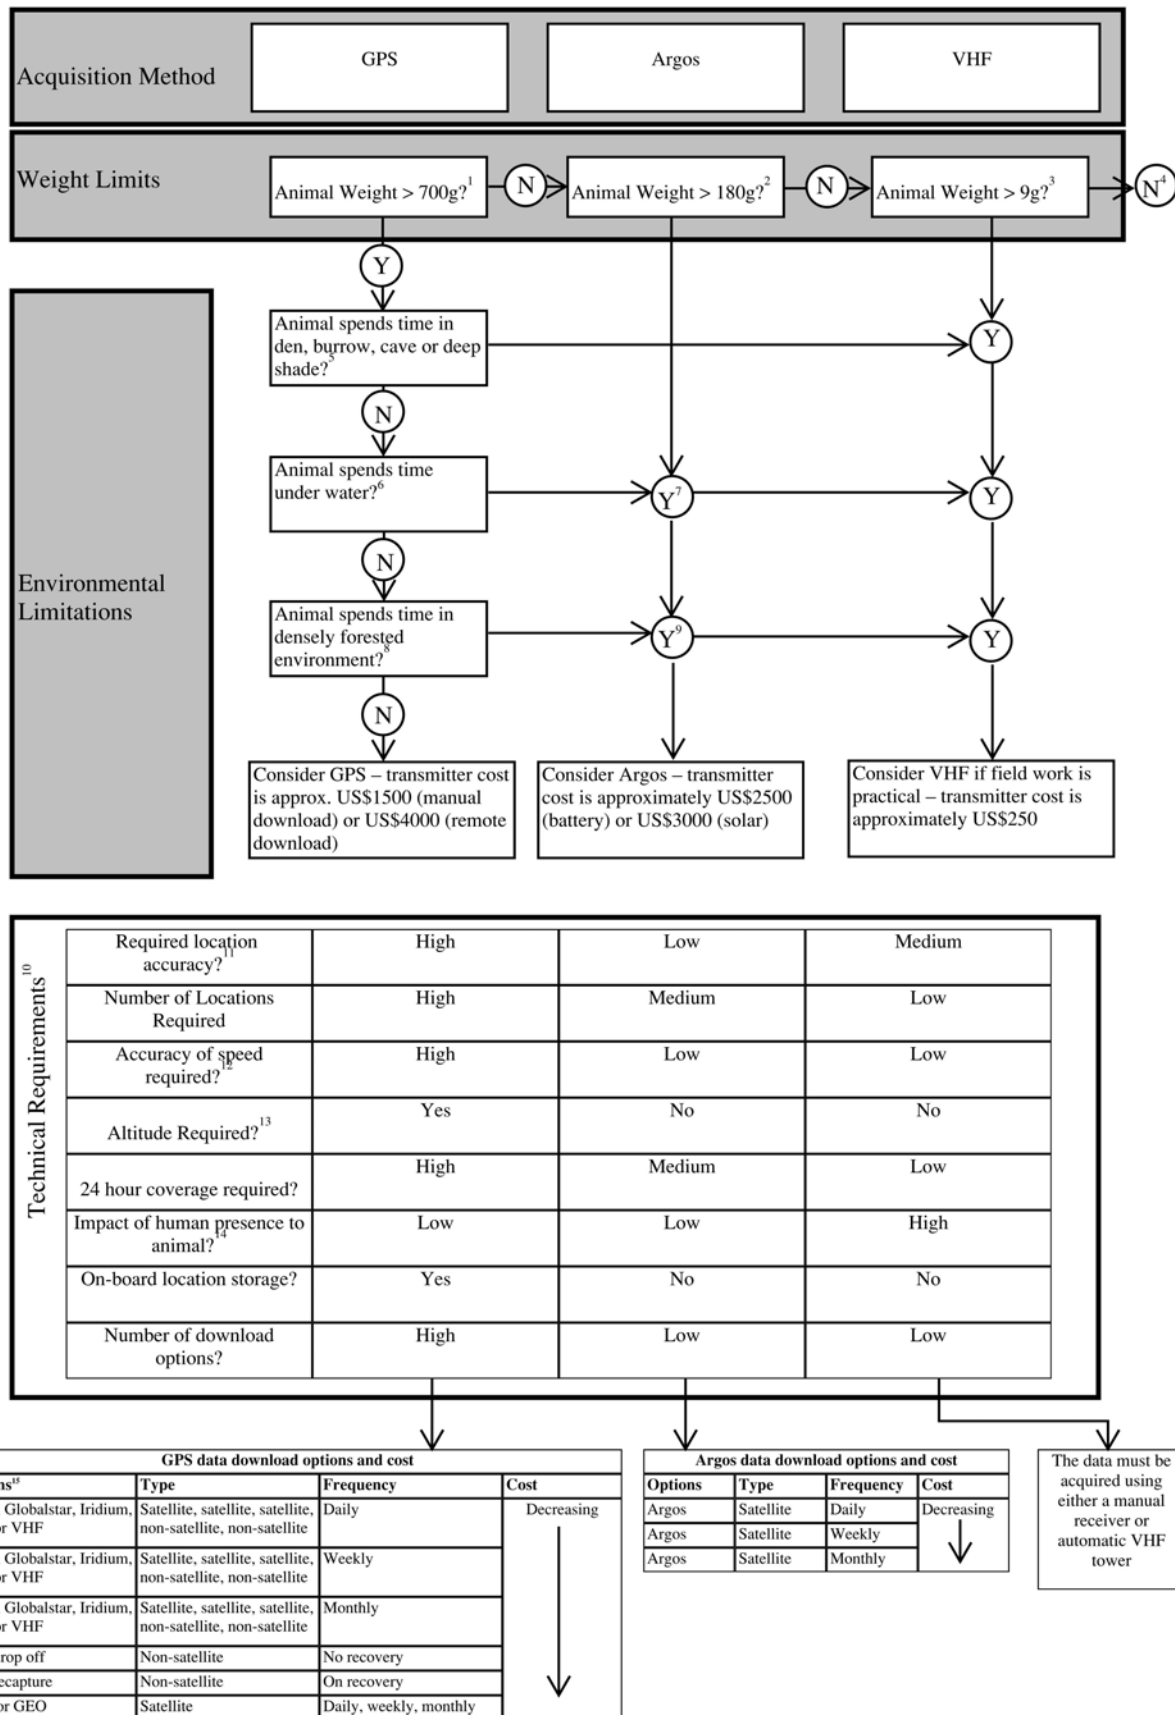 Acquisition Method
GPS
Argos
VHF
Weight Limits
Animal Weight > 700g?1
N
Animal Weight > 180g?2
N
Animal Weight > 9g?3
N4
Y
Environmental
Limitations
Animal spends time in
den, burrow, cave or deep
shade?5
Y
N
Animal spends time
under water?6
Y7
Y
N
Animal spends time in
densely forested
environment?8
Y9
Y
N
Consider GPS – transmitter cost
is approx. US$1500 (manual
download) or US$4000 (remote
download)
Consider Argos – transmitter
cost is approximately US$2500
(battery) or US$3000 (solar)
Consider VHF if field work is
practical – transmitter cost is
approximately US$250
Technical Requirements10
Required location
accuracy?11
High
Low
Medium
Number of Locations
Required
High
Medium
Low
Accuracy of speed
required?12
High
Low
Low
Altitude Required?13
Yes
No
No
24 hour coverage required?
High
Medium
Low
Impact of human presence to
animal?14
Low
Low
High
On-board location storage?
Yes
No
No
Number of download
options?
High
Low
Low
GPS data download options and cost
ns15
Type
Frequency
Cost
Globalstar, Iridium,
or VHF
Satellite, satellite, satellite,
non-satellite, non-satellite
Daily
Decreasing
Globalstar, Iridium,
or VHF
Satellite, satellite, satellite,
non-satellite, non-satellite
Weekly
Globalstar, Iridium,
or VHF
Satellite, satellite, satellite,
non-satellite, non-satellite
Monthly
rop off
Non-satellite
No recovery
ecapture
Non-satellite
On recovery
or GEO
Satellite
Daily, weekly, monthly
Argos data download options and cost
Options
Type
Frequency
Cost
Argos
Satellite
Daily
Decreasing
Argos
Satellite
Weekly
Argos
Satellite
Monthly
The data must be
acquired using
either a manual
receiver or
automatic VHF
tower